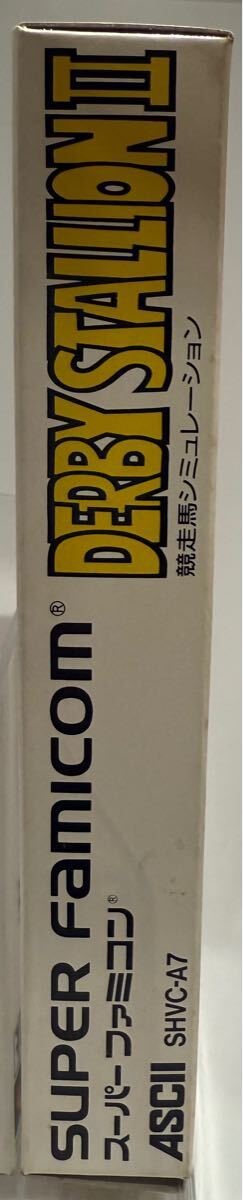 SUPER FAMICOM®
スーパーファミコン®
ASCII SHVC-A7
DERBY STALLION II
競走馬シミュレーション